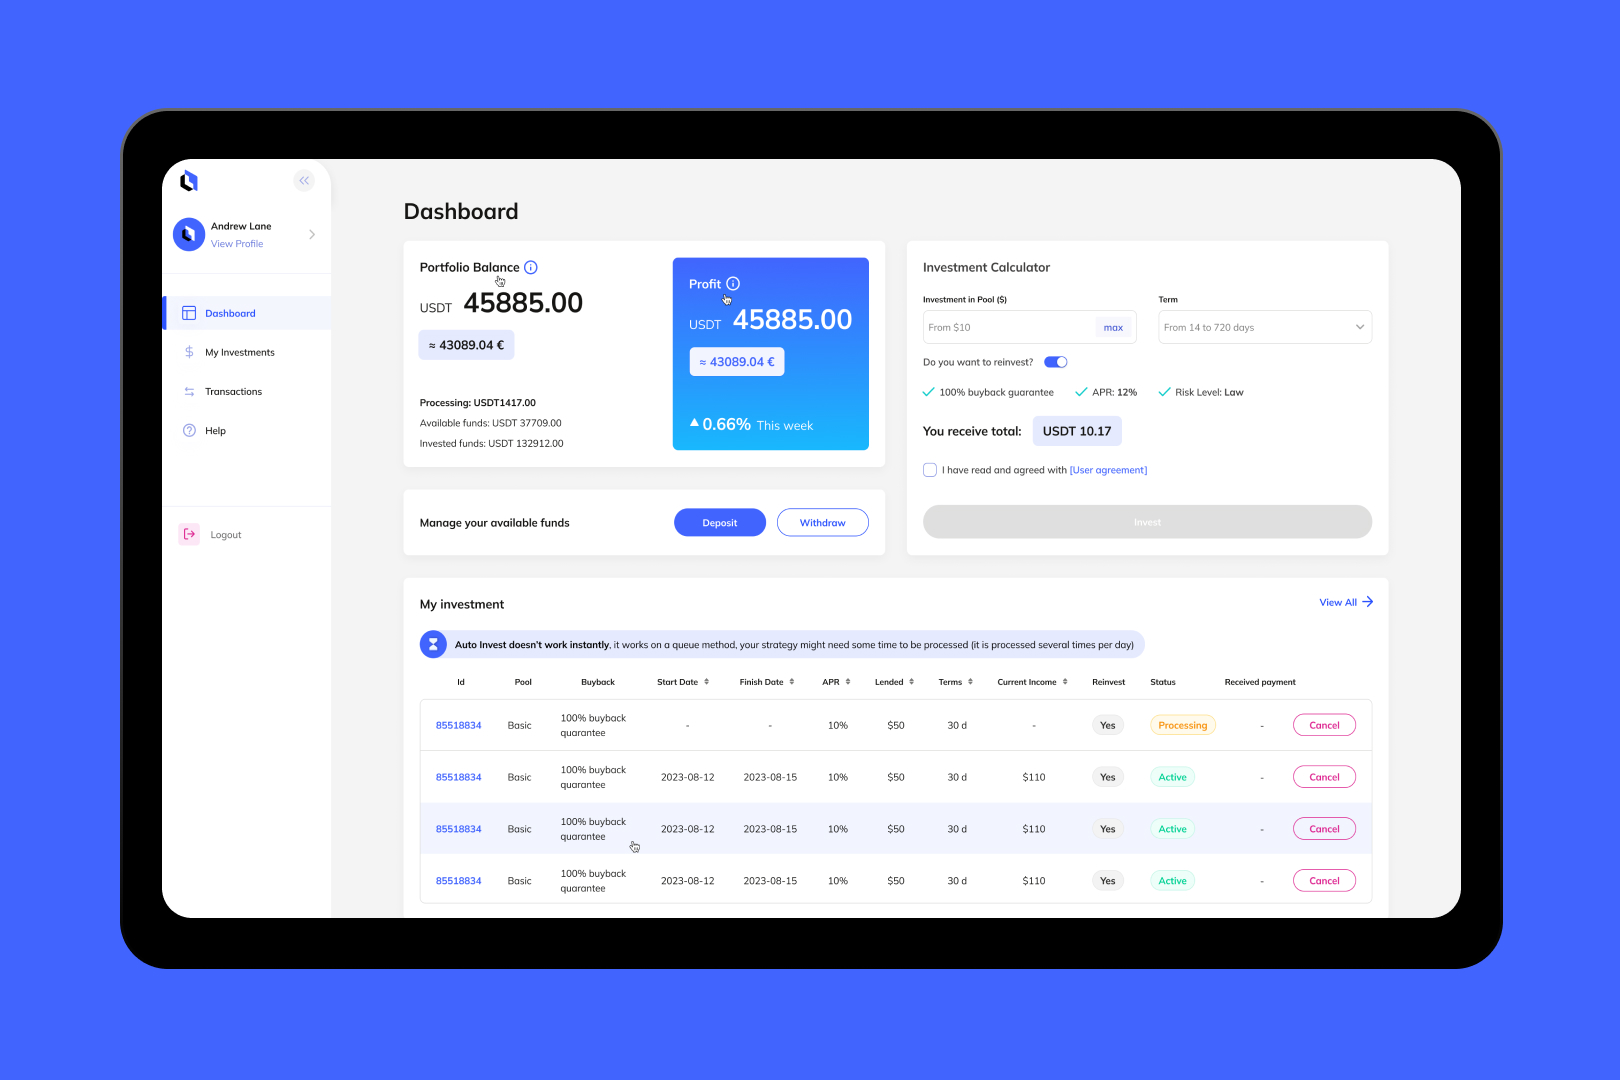 Andrew Lane
View Profile
Dashboard
My Investments
Transactions
Help
Logout
Dashboard
Portfolio Balance
USDT 45885.00
≈ 43089.04 €
Processing: USDT1417.00
Available funds: USDT 37709.00
Invested funds: USDT 132912.00
Profit
USDT 45885.00
≈ 43089.04 €
0.66% This week
Manage your available funds
Deposit
Withdraw
Investment Calculator
Investment in Pool ($)
Term
From $10
max
From 14 to 720 days
Do you want to reinvest?
100% buyback guarantee
APR: 12%
Risk Level: Law
You receive total: USDT 10.17
I have read and agreed with [User agreement]
Invest
My investment
View All
Auto Invest doesn't work instantly, it works on a queue method, your strategy might need some time to be processed (it is processed several times per day)
Id Pool Buyback Start Date Finish Date APR Lended Terms Current Income Reinvest Status Received payment
85518834 Basic 100% buyback - - 10% $50 30 d - Yes Processing - Cancel
quarantee
85518834 Basic 100% buyback 2023-08-12 2023-08-15 10% $50 30 d $110 Yes Active - Cancel
quarantee
85518834 Basic 100% buyback 2023-08-12 2023-08-15 10% $50 30 d $110 Yes Active - Cancel
quarantee
85518834 Basic 100% buyback 2023-08-12 2023-08-15 10% $50 30 d $110 Yes Active - Cancel
quarantee